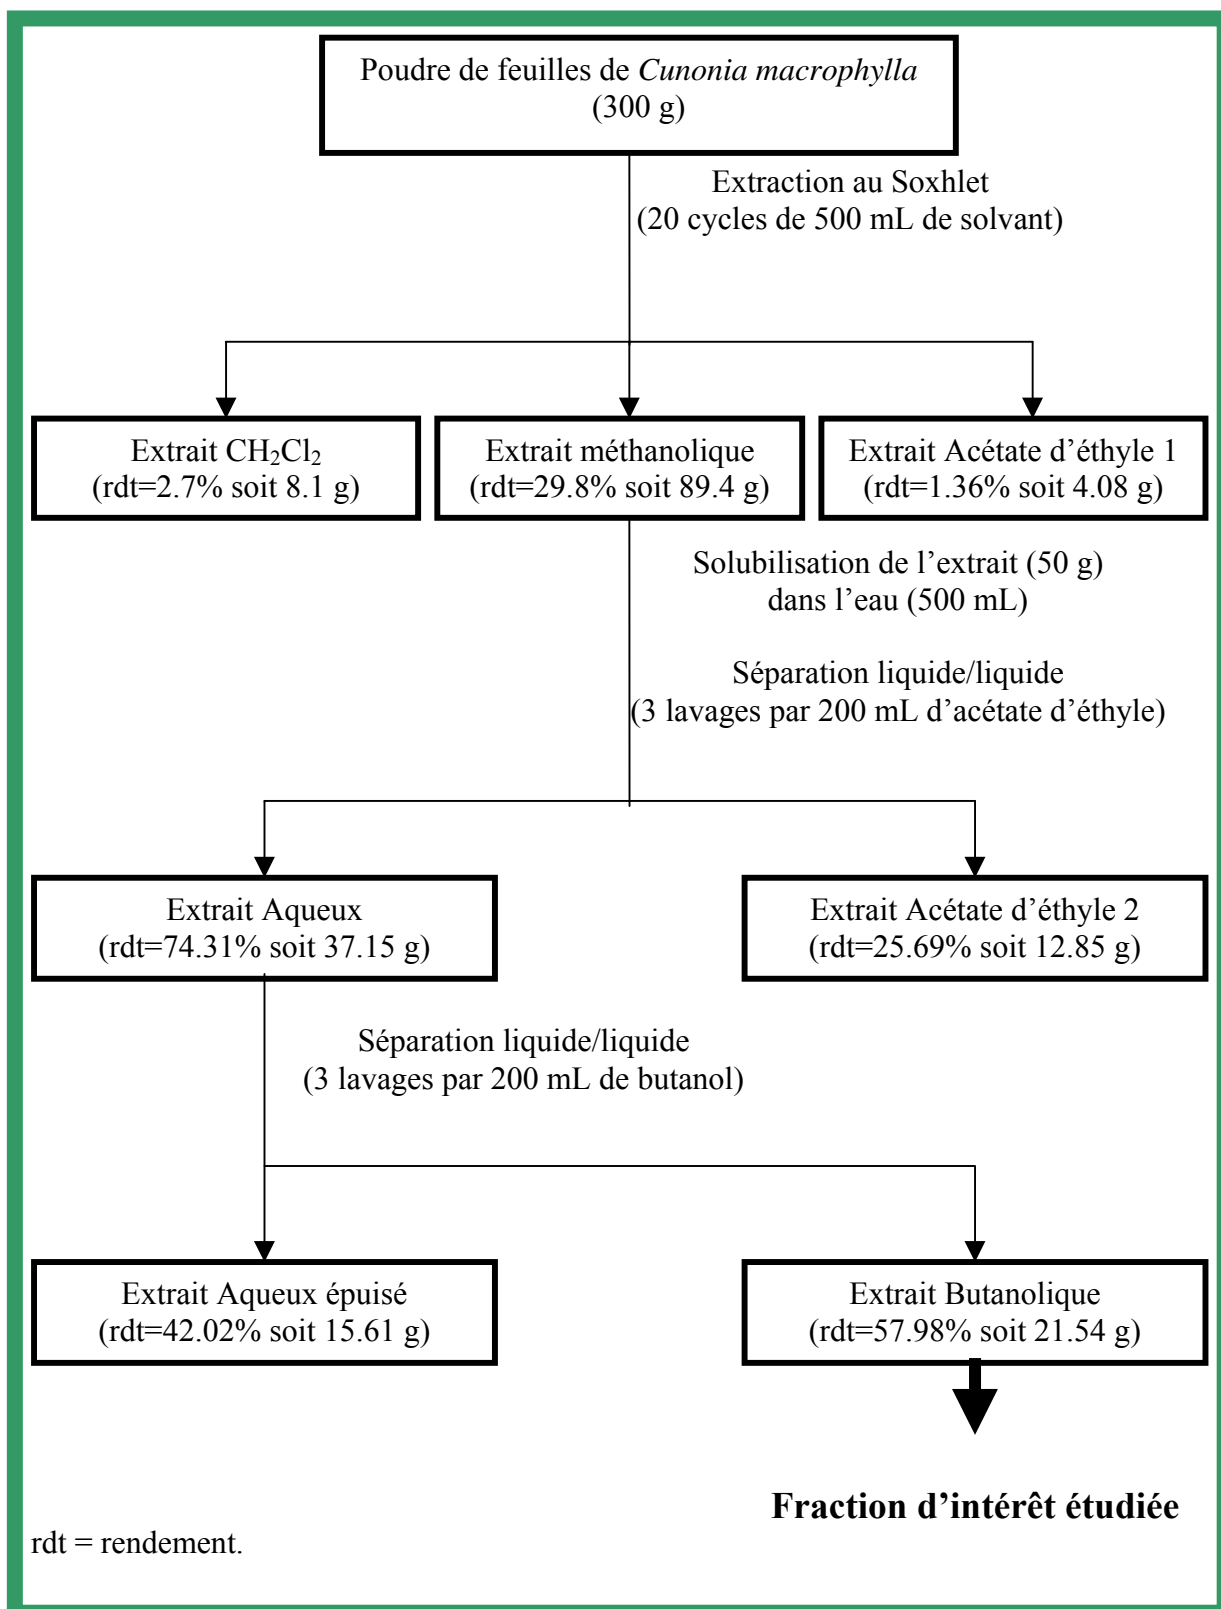 Poudre de feuilles de Cunonia macrophylla
(300 g)
Extraction au Soxhlet
(20 cycles de 500 mL de solvant)
Extrait CH₂Cl₂
(rdt=2.7% soit 8.1 g)
Extrait méthanolique
(rdt=29.8% soit 89.4 g)
Extrait Acétate d’éthyle 1
(rdt=1.36% soit 4.08 g)
Solubilisation de l’extrait (50 g)
dans l’eau (500 mL)
Séparation liquide/liquide
(3 lavages par 200 mL d’acétate d’éthyle)
Extrait Aqueux
(rdt=74.31% soit 37.15 g)
Extrait Acétate d’éthyle 2
(rdt=25.69% soit 12.85 g)
Séparation liquide/liquide
(3 lavages par 200 mL de butanol)
Extrait Aqueux épuisé
(rdt=42.02% soit 15.61 g)
Extrait Butanolique
(rdt=57.98% soit 21.54 g)
Fraction d’intérêt étudiée
rdt = rendement.